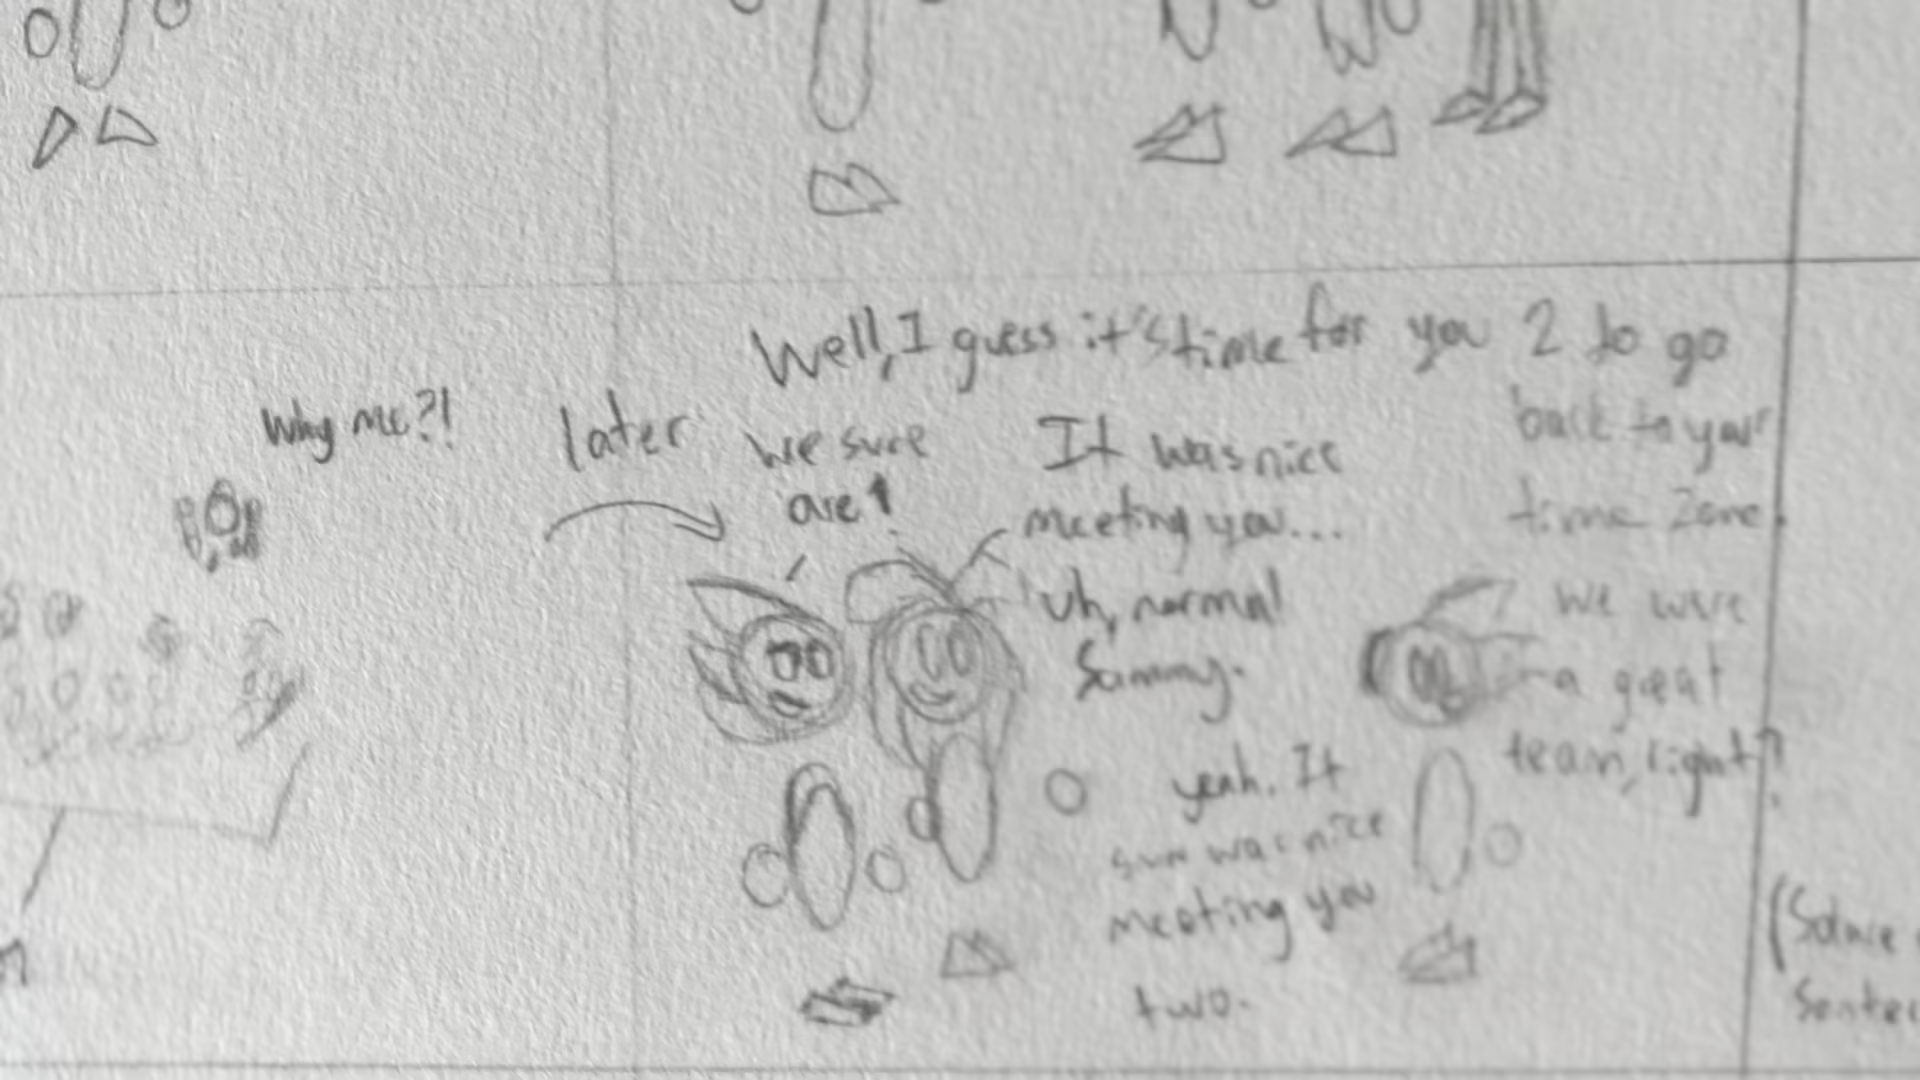 Why me?!
later
Well, I guess it's time for you 2 to go
back to your
time zone.
we sure
are!
It was nice
meeting you...
Uh, normal
Sammy.
We were
a great
team, right?
yeah. It
sure was nice
meeting you
two.